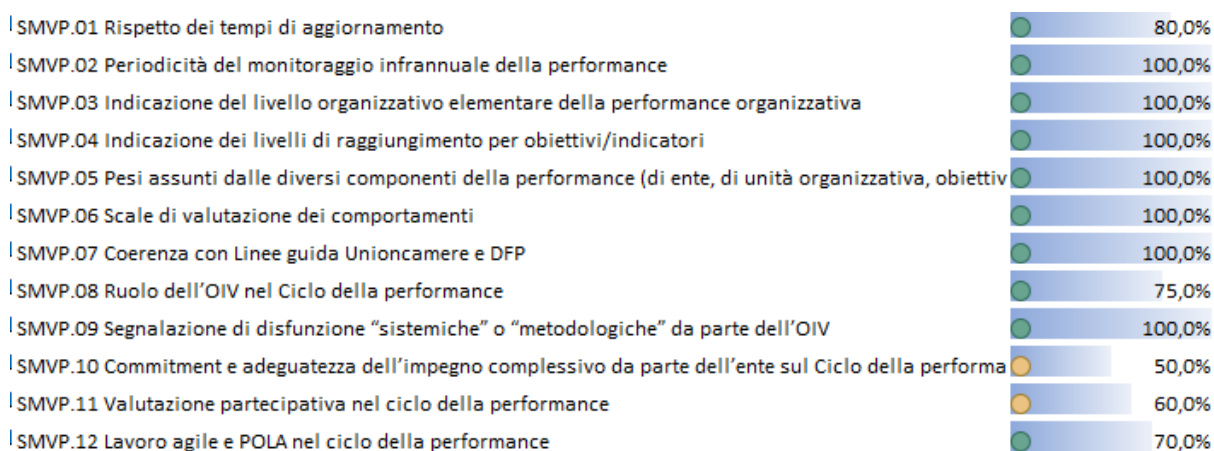 SMVP.01 Rispetto dei tempi di aggiornamento 80,0%
SMVP.02 Periodicità del monitoraggio infrannuale della performance 100,0%
SMVP.03 Indicazione del livello organizzativo elementare della performance organizzativa 100,0%
SMVP.04 Indicazione dei livelli di raggiungimento per obiettivi/indicatori 100,0%
SMVP.05 Pesi assunti dalle diversi componenti della performance (di ente, di unità organizzativa, obiettiv 100,0%
SMVP.06 Scale di valutazione dei comportamenti 100,0%
SMVP.07 Coerenza con Linee guida Unioncamere e DFP 100,0%
SMVP.08 Ruolo dell’OIV nel Ciclo della performance 75,0%
SMVP.09 Segnalazione di disfunzione “sistemiche” o “metodologiche” da parte dell’OIV 100,0%
SMVP.10 Commitment e adeguatezza dell’impegno complessivo da parte dell’ente sul Ciclo della performa 50,0%
SMVP.11 Valutazione partecipativa nel ciclo della performance 60,0%
SMVP.12 Lavoro agile e POLA nel ciclo della performance 70,0%